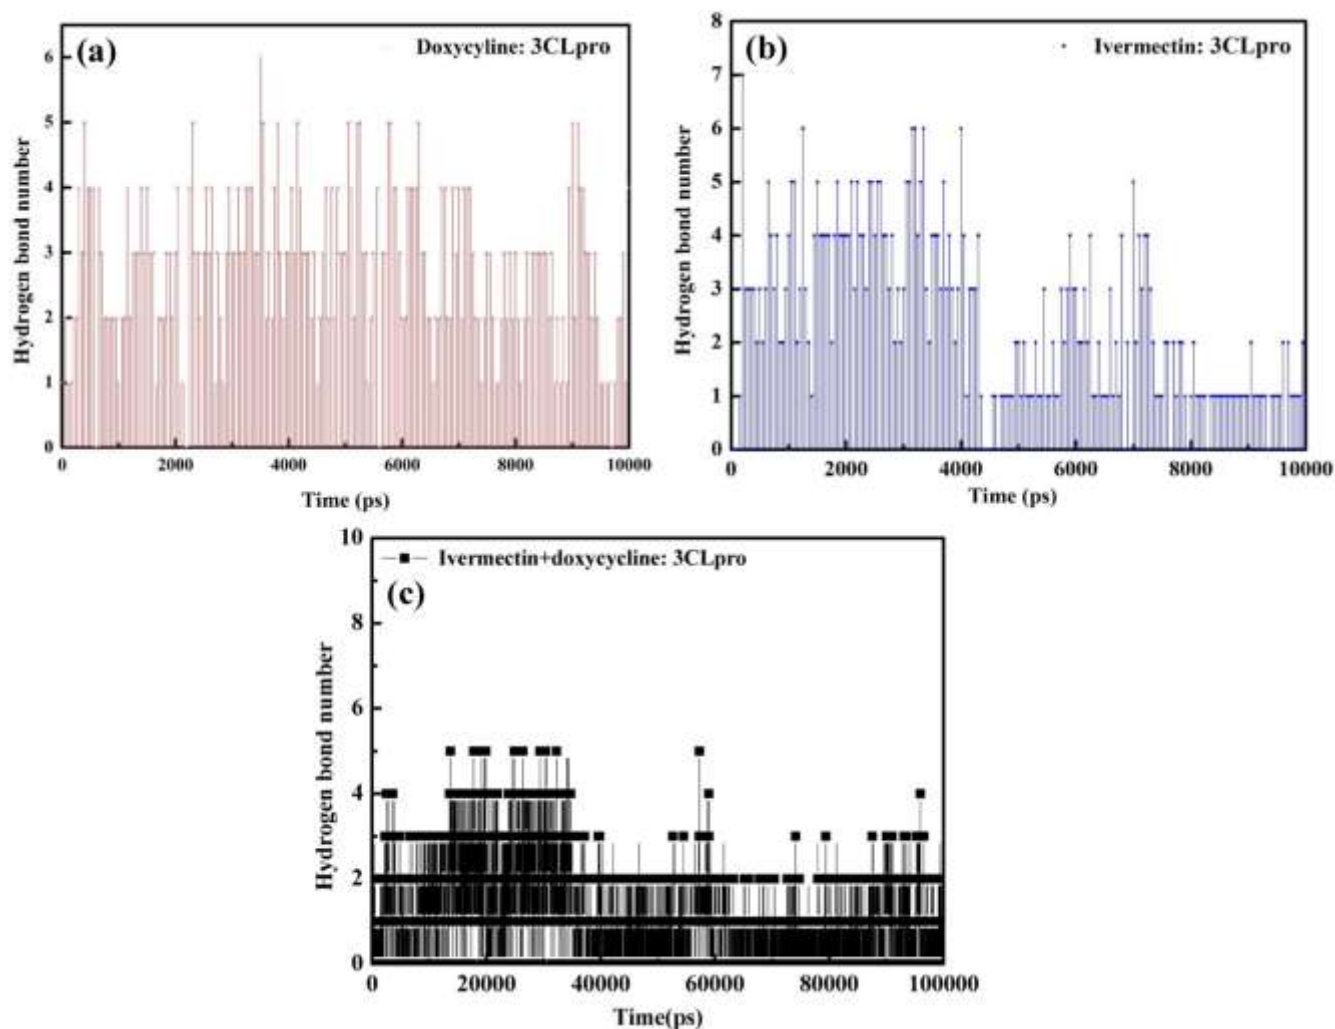 (a)
Doxycyline: 3CLpro
Hydrogen bond number
6
5
4
3
2
1
0
0 2000 4000 6000 8000 10000
Time (ps)
(b)
Ivermectin: 3CLpro
Hydrogen bond number
8
7
6
5
4
3
2
1
0
0 2000 4000 6000 8000 10000
Time (ps)
Ivermectin+doxycycline: 3CLpro
(c)
Hydrogen bond number
10
8
6
4
2
0
0 20000 40000 60000 80000 100000
Time(ps)